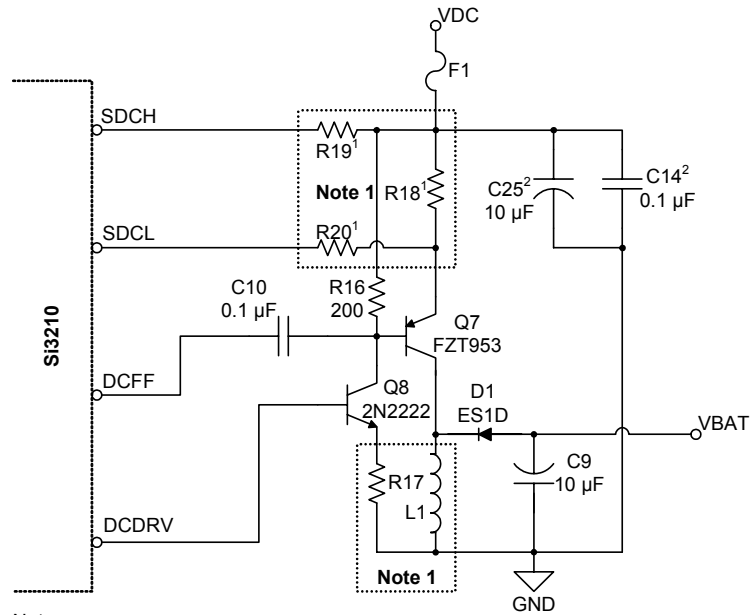 VDC
F1
SDCH
R19¹
Note 1
R18¹
C25²
10 µF
C14²
0.1 µF
SDCL
R20¹
Si3210
C10
0.1 µF
R16
200
Q7
FZT953
DCFF
Q8
2N2222
D1
ES1D
VBAT
R17
L1
C9
10 µF
DCDRV
Note 1
GND